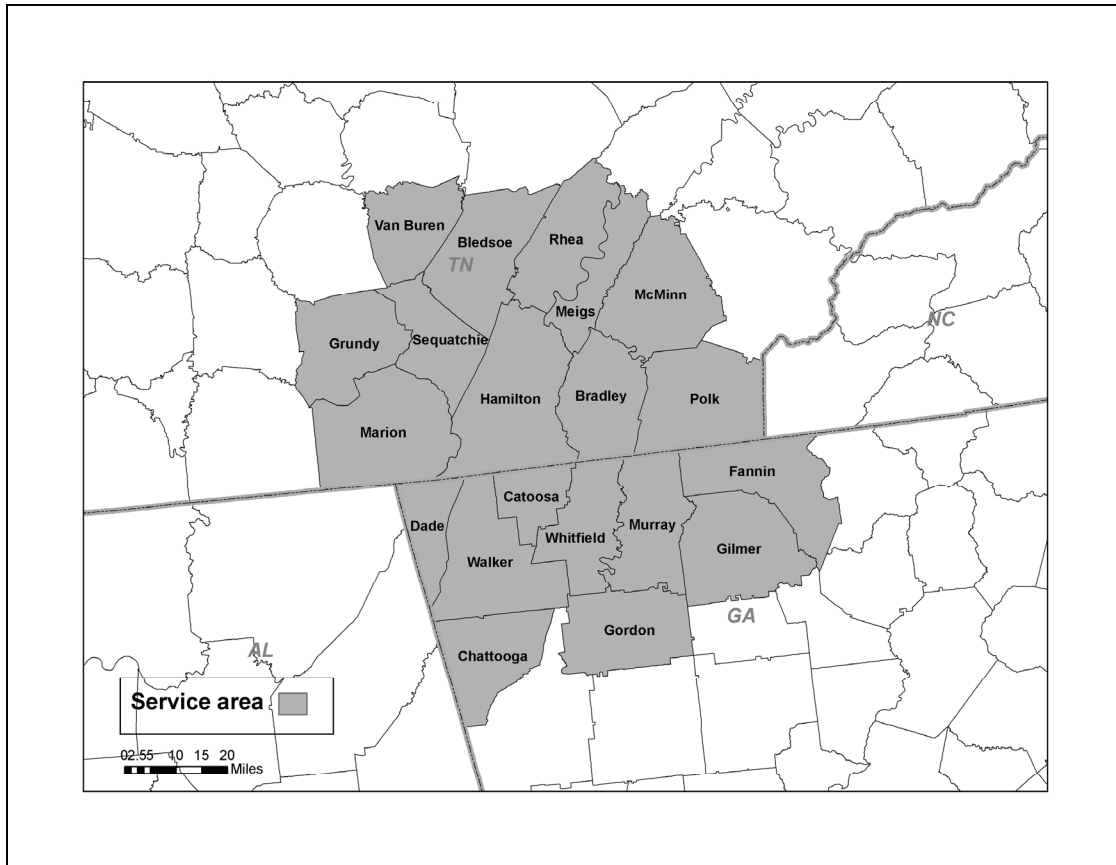 Van Buren
Bledsoe
Rhea
TN
McMinn
Meigs
NC
Grundy
Sequatchie
Hamilton
Bradley
Polk
Marion
Fannin
Catoosa
Dade
Whitfield
Murray
Gilmer
Walker
GA
Gordon
Chattooga
AL
Service area
02.55 10 15 20
Miles